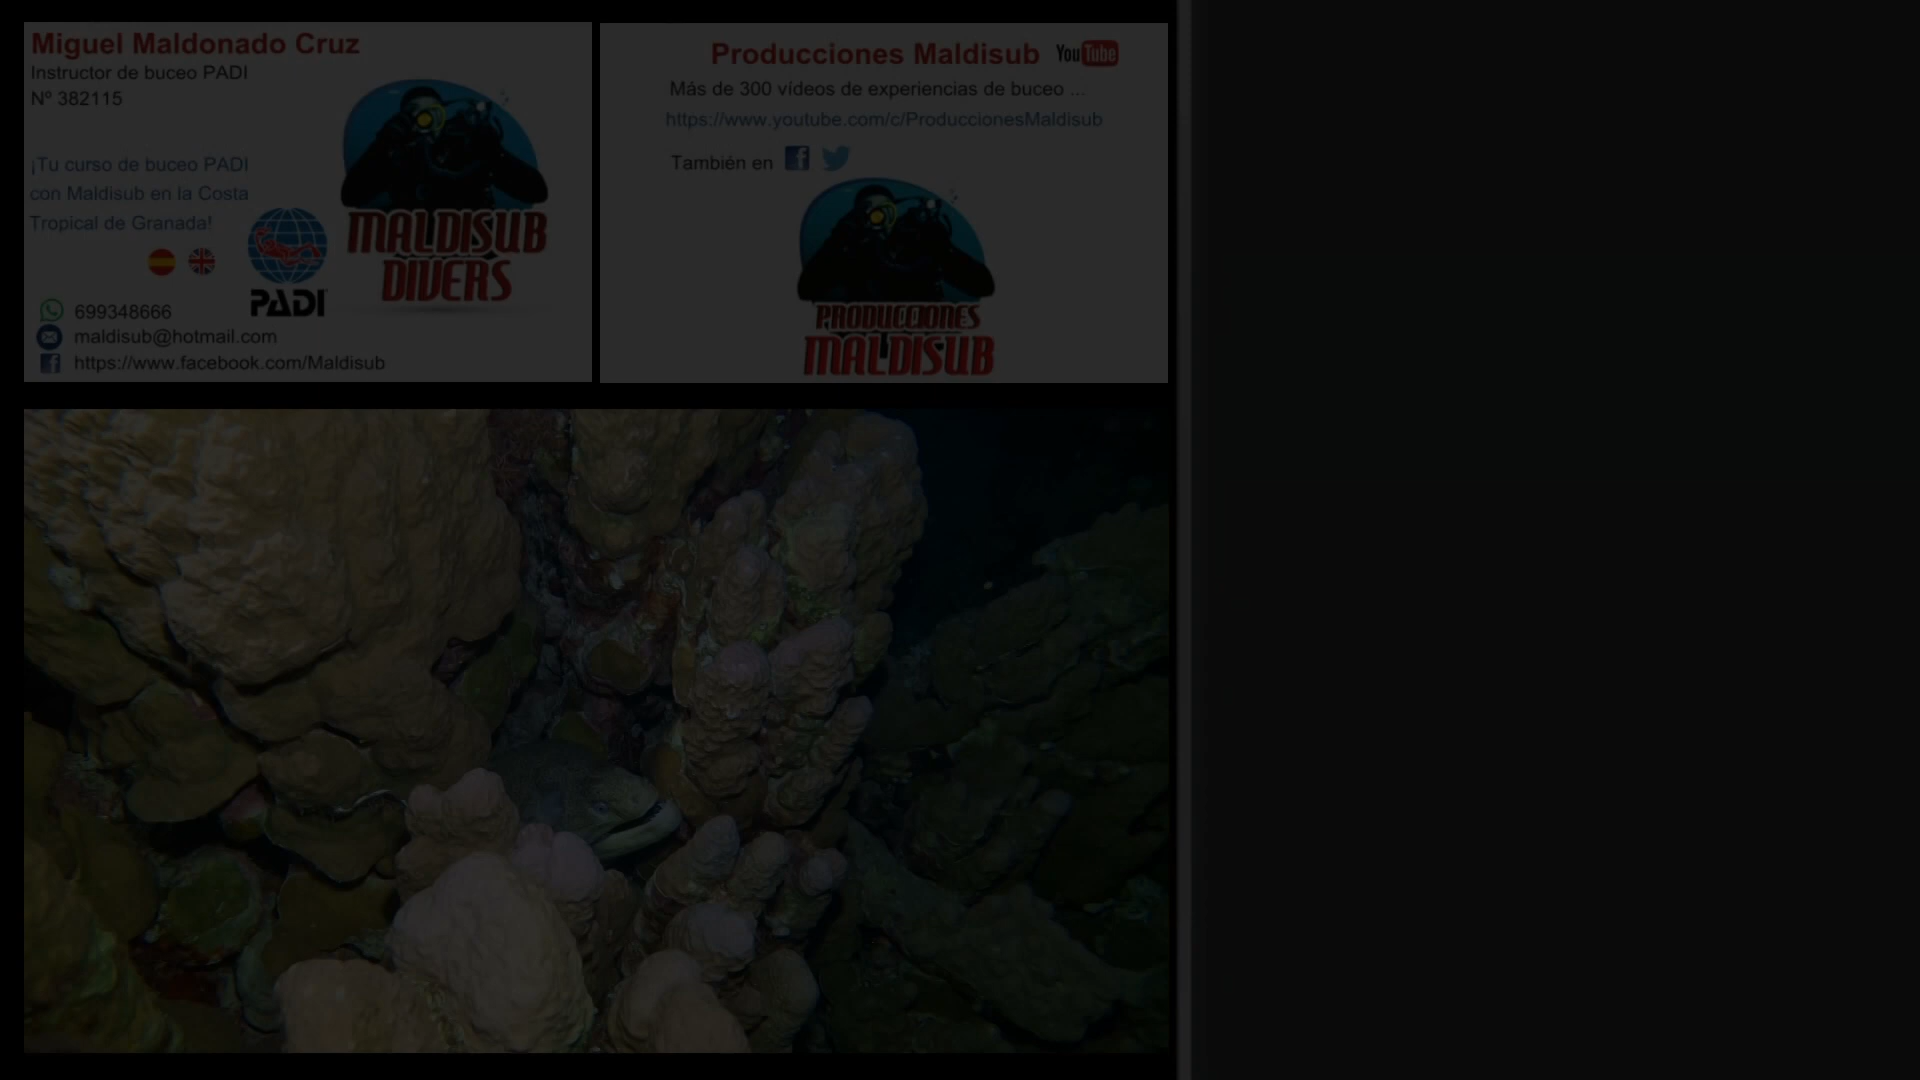 Miguel Maldonado Cruz
Instructor de buceo PADI
Nº 382115
¡Tu curso de buceo PADI
con Maldisub en la Costa
Tropical de Granada!
PADI
MALDISUB
DIVERS
699348666
maldisub@hotmail.com
https://www.facebook.com/Maldisub
Producciones Maldisub YouTube
Más de 300 vídeos de experiencias de buceo ...
https://www.youtube.com/c/ProduccionesMaldisub
También en
PRODUCCIONES
MALDISUB